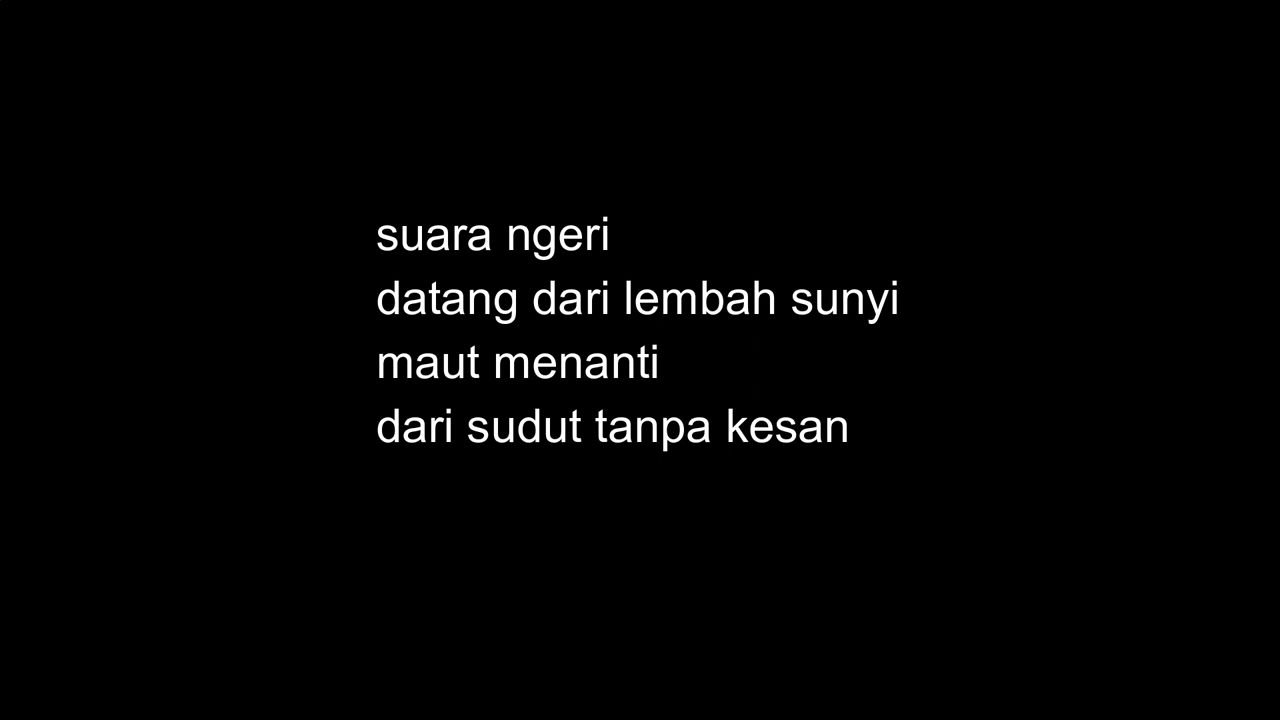 suara ngeri
datang dari lembah sunyi
maut menanti
dari sudut tanpa kesan